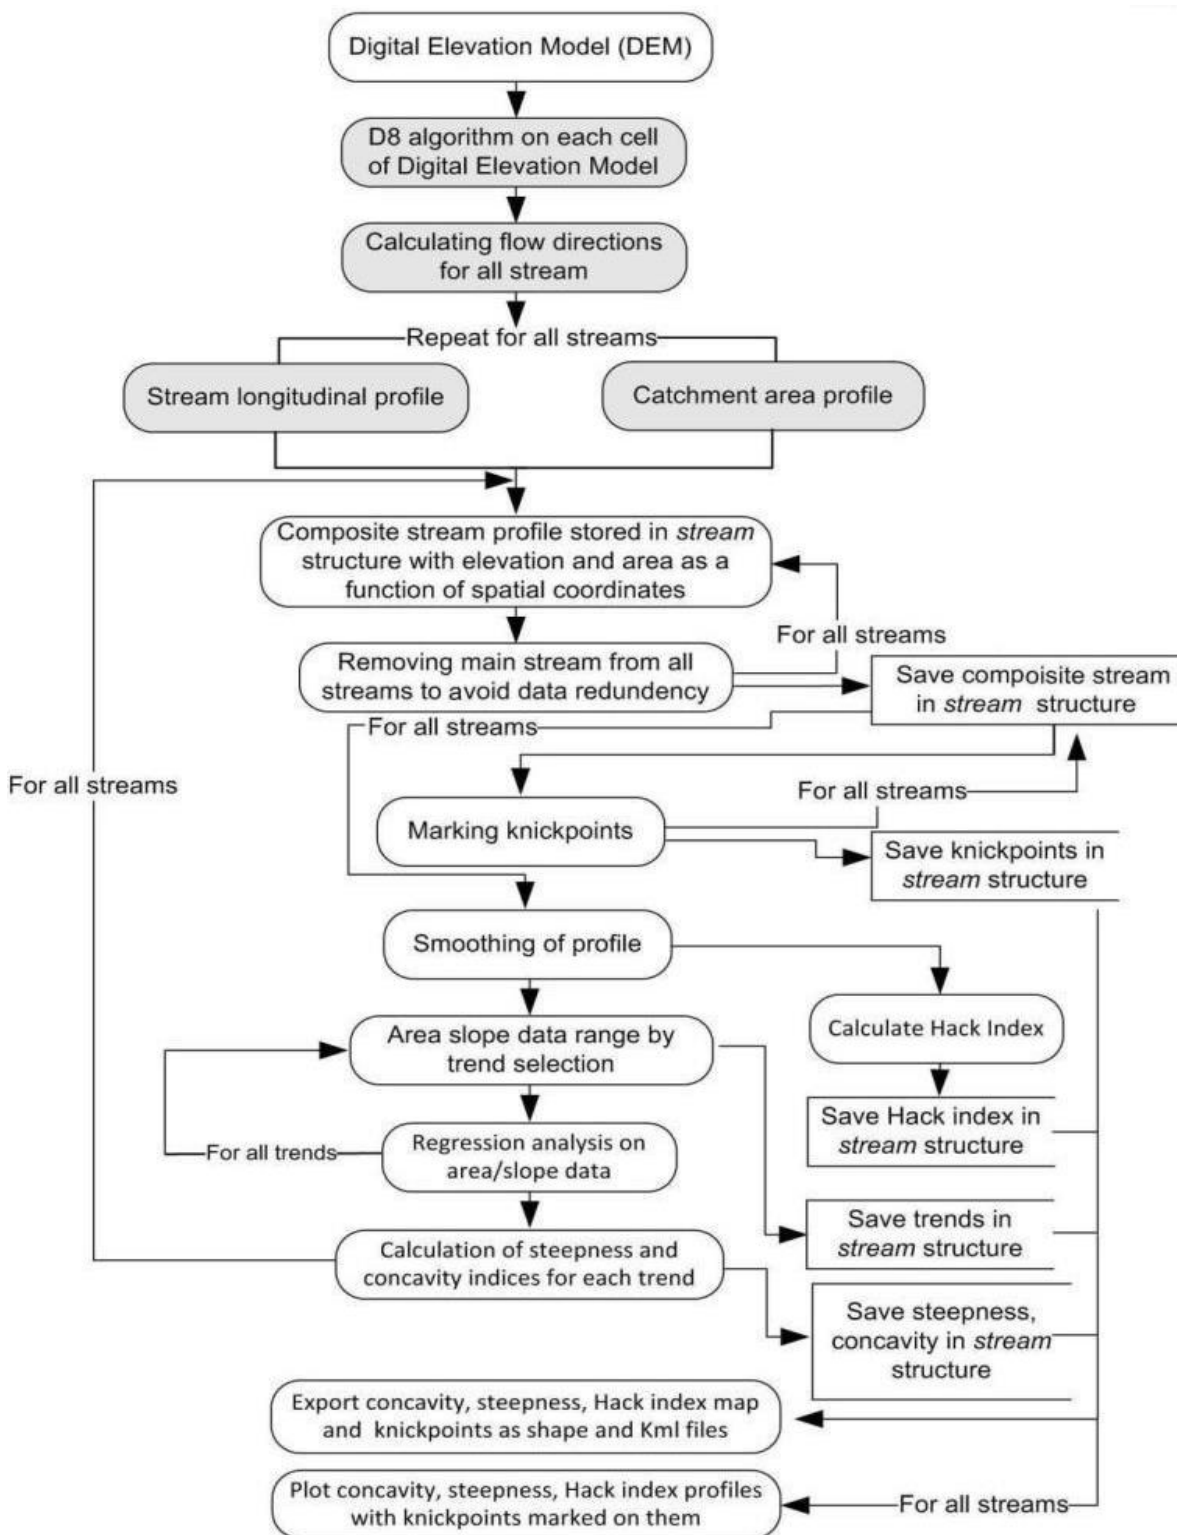 Digital Elevation Model (DEM)
D8 algorithm on each cell
of Digital Elevation Model
Calculating flow directions
for all stream
Repeat for all streams
Stream longitudinal profile
Catchment area profile
Composite stream profile stored in stream
structure with elevation and area as a
function of spatial coordinates
For all streams
Removing main stream from all
streams to avoid data redundency
Save compoisite stream
in stream structure
For all streams
For all streams
For all streams
Marking knickpoints
Save knickpoints in
stream structure
Smoothing of profile
Calculate Hack Index
Area slope data range by
trend selection
Save Hack index in
stream structure
For all trends
Regression analysis on
area/slope data
Save trends in
stream structure
Calculation of steepness and
concavity indices for each trend
Save steepness,
concavity in stream
structure
Export concavity, steepness, Hack index map
and knickpoints as shape and Kml files
Plot concavity, steepness, Hack index profiles
with knickpoints marked on them
For all streams